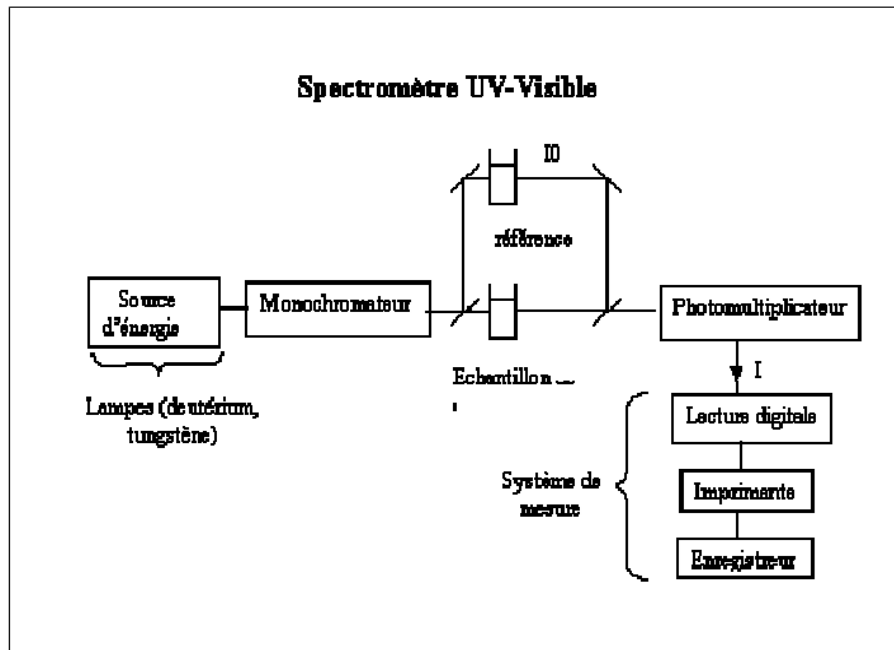 Spectromètre UV-Visible
I0
référence
Source
d'énergie
Monochromateur
Photomultiplicateur
Echantillon
I
Lampes (deutérium,
tungstène)
Lecture digitale
Système de
mesure
Imprimante
Enregistreur